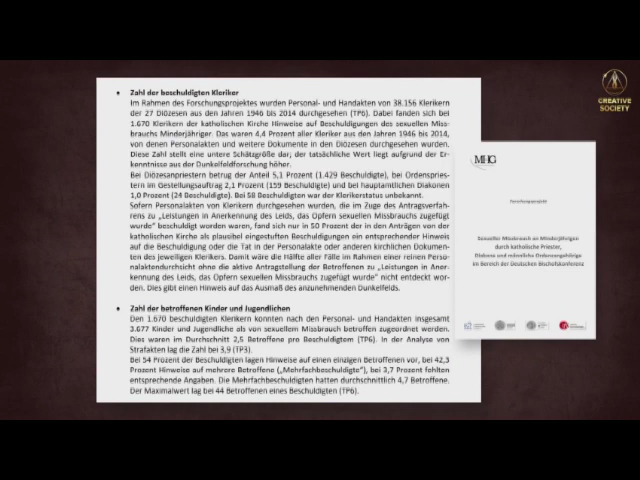 • Zahl der beschuldigten Kleriker
Im Rahmen des Forschungsprojektes wurden Personal- und Handakten von 38.156 Klerikern
der 27 Diözesen aus den Jahren 1946 bis 2014 durchgesehen (TP6). Dabei fanden sich bei
1.670 Klerikern der katholischen Kirche Hinweise auf Beschuldigungen des sexuellen Miss-
brauchs Minderjähriger. Das waren 4,4 Prozent aller Kleriker aus den Jahren 1946 bis 2014,
von denen Personalakten und weitere Dokumente in den Diözesen durchgesehen wurden.
Diese Zahl stellt eine untere Schätzgröße dar; der tatsächliche Wert liegt aufgrund der Er-
kenntnisse aus der Dunkelfeldforschung höher.
Bei Diözesanpriestern betrug der Anteil 5,1 Prozent (1.429 Beschuldigte), bei Ordenspries-
tern im Gestellungsauftrag 2,1 Prozent (159 Beschuldigte) und bei hauptamtlichen Diakonen
1,0 Prozent (24 Beschuldigte). Bei 58 Beschuldigten war der Klerikerstatus unbekannt.
Sofern Personalakten von Klerikern durchgesehen wurden, die im Zuge des Antragsverfah-
rens zu „Leistungen in Anerkennung des Leids, das Opfern sexuellen Missbrauchs zugefügt
wurde" beschuldigt worden waren, fand sich nur in 50 Prozent der in den Anträgen von der
katholischen Kirche als plausibel eingestuften Beschuldigungen ein entsprechender Hinweis
auf die Beschuldigung oder die Tat in der Personalakte oder anderen kirchlichen Dokumen-
ten des jeweiligen Klerikers. Damit wäre die Hälfte aller Fälle im Rahmen einer reinen Perso-
nalaktendurchsicht ohne die aktive Antragstellung der Betroffenen zu „Leistungen in Aner-
kennung des Leids, das Opfern sexuellen Missbrauchs zugefügt wurde" nicht entdeckt wor-
den. Dies gibt einen Hinweis auf das Ausmaß des anzunehmenden Dunkelfelds.
• Zahl der betroffenen Kinder und Jugendlichen
Den 1.670 beschuldigten Klerikern konnten nach den Personal- und Handakten insgesamt
3.677 Kinder und Jugendliche als von sexuellem Missbrauch betroffen zugeordnet werden.
Dies waren im Durchschnitt 2,5 Betroffene pro Beschuldigtem (TP6). In der Analyse von
Strafakten lag die Zahl bei 3,9 (TP3).
Bei 54 Prozent der Beschuldigten lagen Hinweise auf einen einzigen Betroffenen vor, bei 42,3
Prozent Hinweise auf mehrere Betroffene („Mehrfachbeschuldigte"), bei 3,7 Prozent fehlten
entsprechende Angaben. Die Mehrfachbeschuldigten hatten durchschnittlich 4,7 Betroffene.
Der Maximalwert lag bei 44 Betroffenen eines Beschuldigten (TP6).
CREATIVE
SOCIETY
MHG
Forschungsprojekt
Sexueller Missbrauch an Minderjährigen
durch katholische Priester,
Diakone und männliche Ordensangehörige
im Bereich der Deutschen Bischofskonferenz